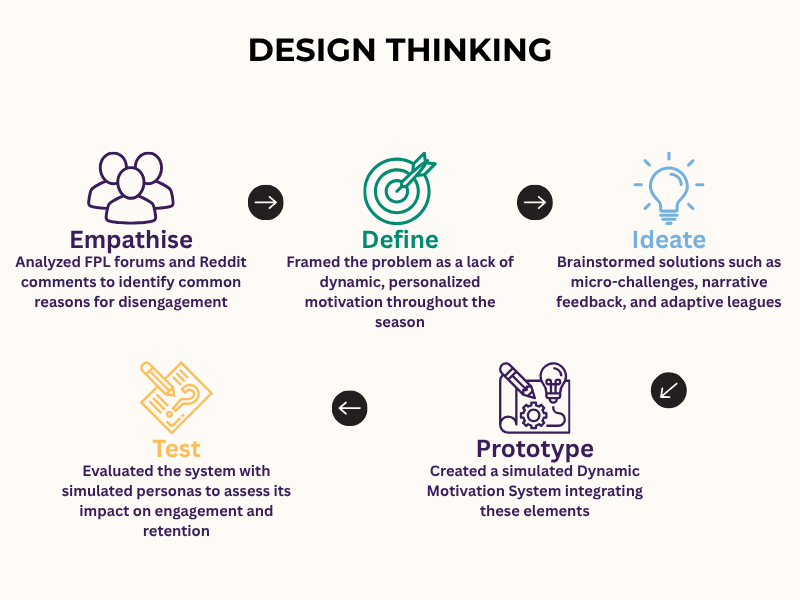 DESIGN THINKING
Empathise
Analyzed FPL forums and Reddit
comments to identify common
reasons for disengagement
Define
Framed the problem as a lack of
dynamic, personalized
motivation throughout the
season
Ideate
Brainstormed solutions such as
micro-challenges, narrative
feedback, and adaptive leagues
Test
Evaluated the system with
simulated personas to assess its
impact on engagement and
retention
Prototype
Created a simulated Dynamic
Motivation System integrating
these elements